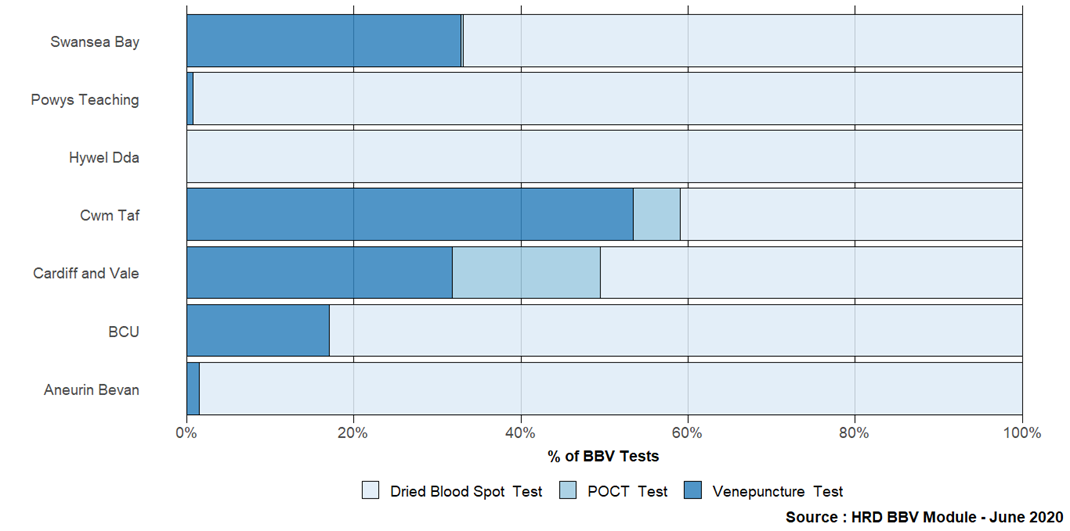 Swansea Bay
Powys Teaching
Hywel Dda
Cwm Taf
Cardiff and Vale
BCU
Aneurin Bevan
0% 20% 40% 60% 80% 100%
% of BBV Tests
Dried Blood Spot Test POCT Test Venepuncture Test
Source : HRD BBV Module - June 2020